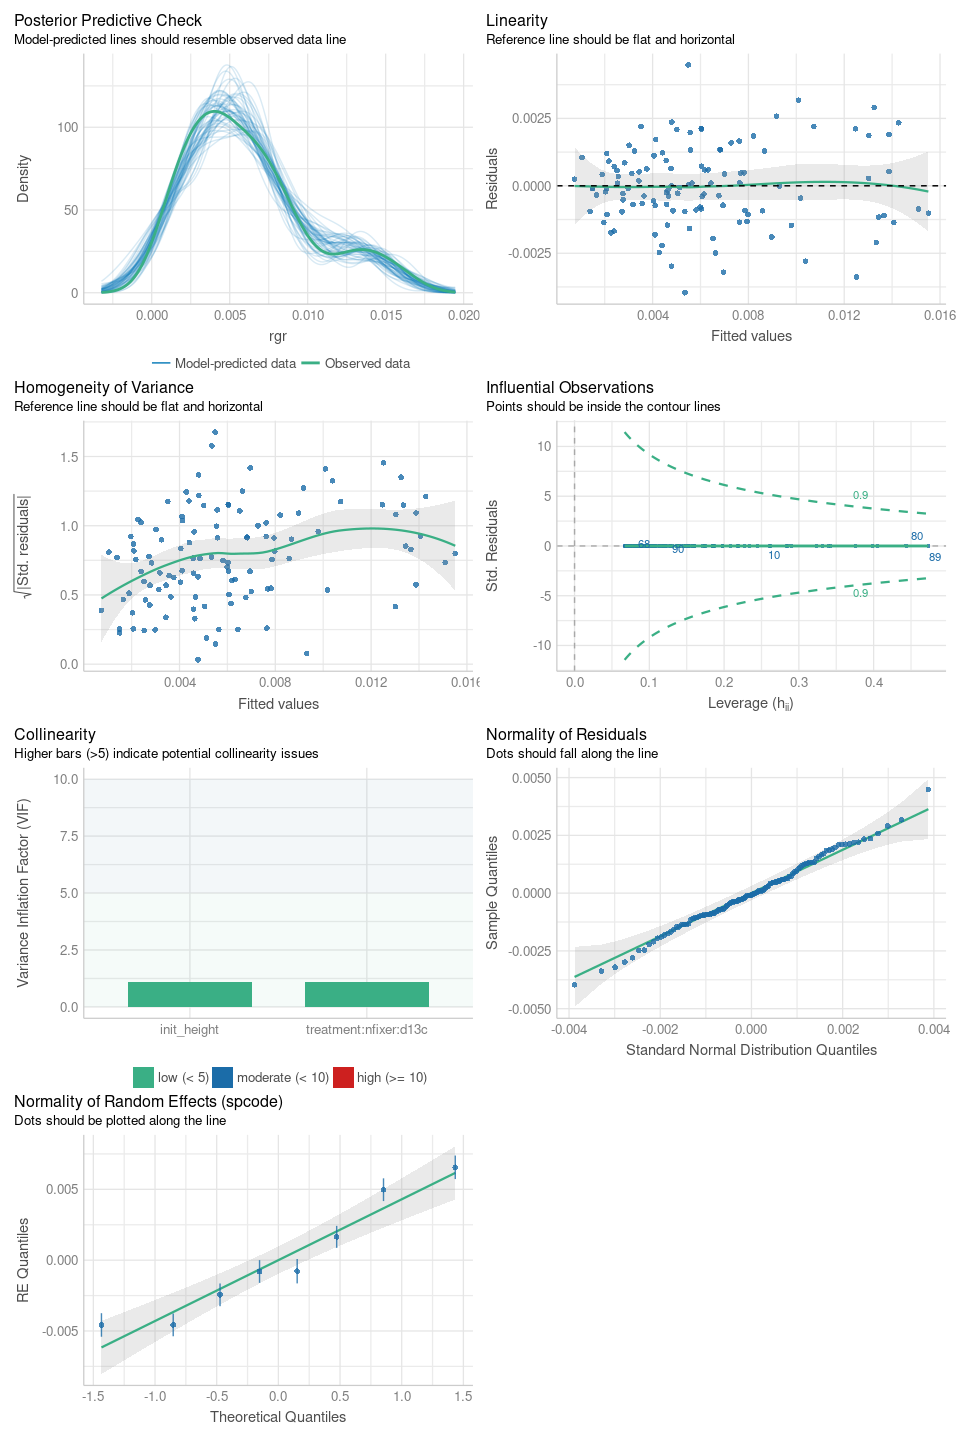 Posterior Predictive Check
Model-predicted lines should resemble observed data line
Density
100
50
0
0.000
0.005
0.010
0.015
0.020
rgr
Model-predicted data
Observed data
Linearity
Reference line should be flat and horizontal
Residuals
0.0025
0.0000
-0.0025
0.004
0.008
0.012
0.016
Fitted values
Homogeneity of Variance
Reference line should be flat and horizontal
√|Std. residuals|
1.5
1.0
0.5
0.0
0.004
0.008
0.012
0.016
Fitted values
Influential Observations
Points should be inside the contour lines
Std. Residuals
10
5
0
-5
-10
0.9
0.9
68
90
10
80
89
0.0
0.1
0.2
0.3
0.4
Leverage (hii)
Collinearity
Higher bars (>5) indicate potential collinearity issues
Variance Inflation Factor (VIF)
10.0
7.5
5.0
2.5
0.0
init_height
treatment:nfixer:d13c
low (< 5)
moderate (< 10)
high (>= 10)
Normality of Residuals
Dots should fall along the line
Sample Quantiles
0.0050
0.0025
0.0000
-0.0025
-0.0050
-0.004
-0.002
0.000
0.002
0.004
Standard Normal Distribution Quantiles
Normality of Random Effects (spcode)
Dots should be plotted along the line
RE Quantiles
0.005
0.000
-0.005
-1.5
-1.0
-0.5
0.0
0.5
1.0
1.5
Theoretical Quantiles